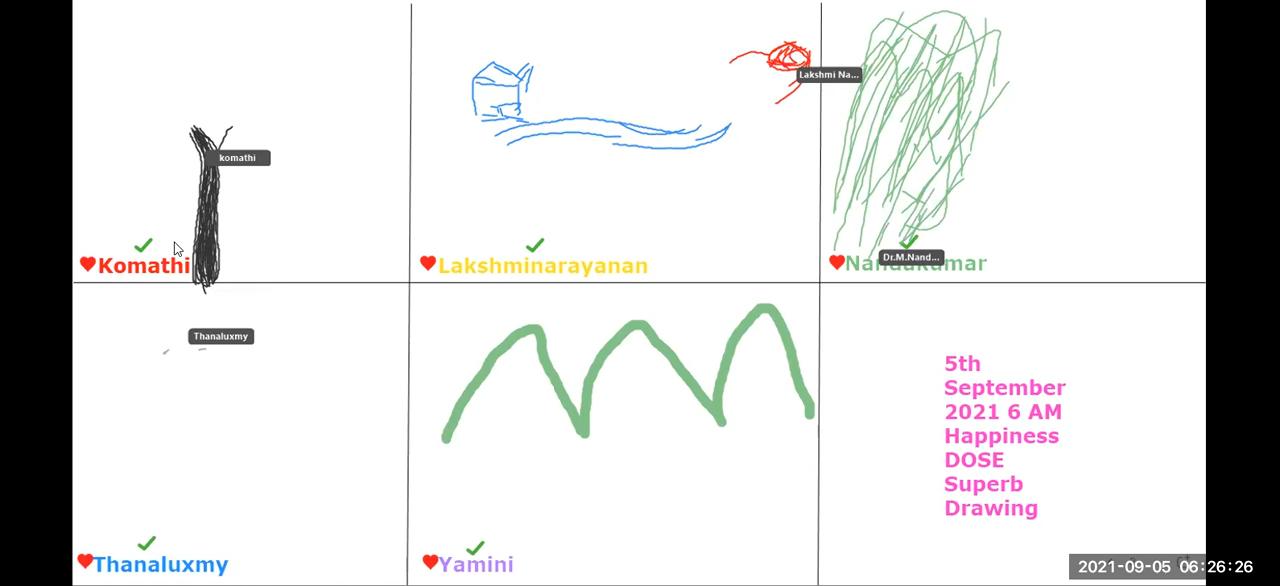 Lakshmi Na...
komathi
Komathi
Lakshminarayanan
Dr.M.Nand...
Nandakumar
Thanaluxmy
5th
September
2021 6 AM
Happiness
DOSE
Superb
Drawing
Thanaluxmy
Yamini
2021-09-05 06:26:26